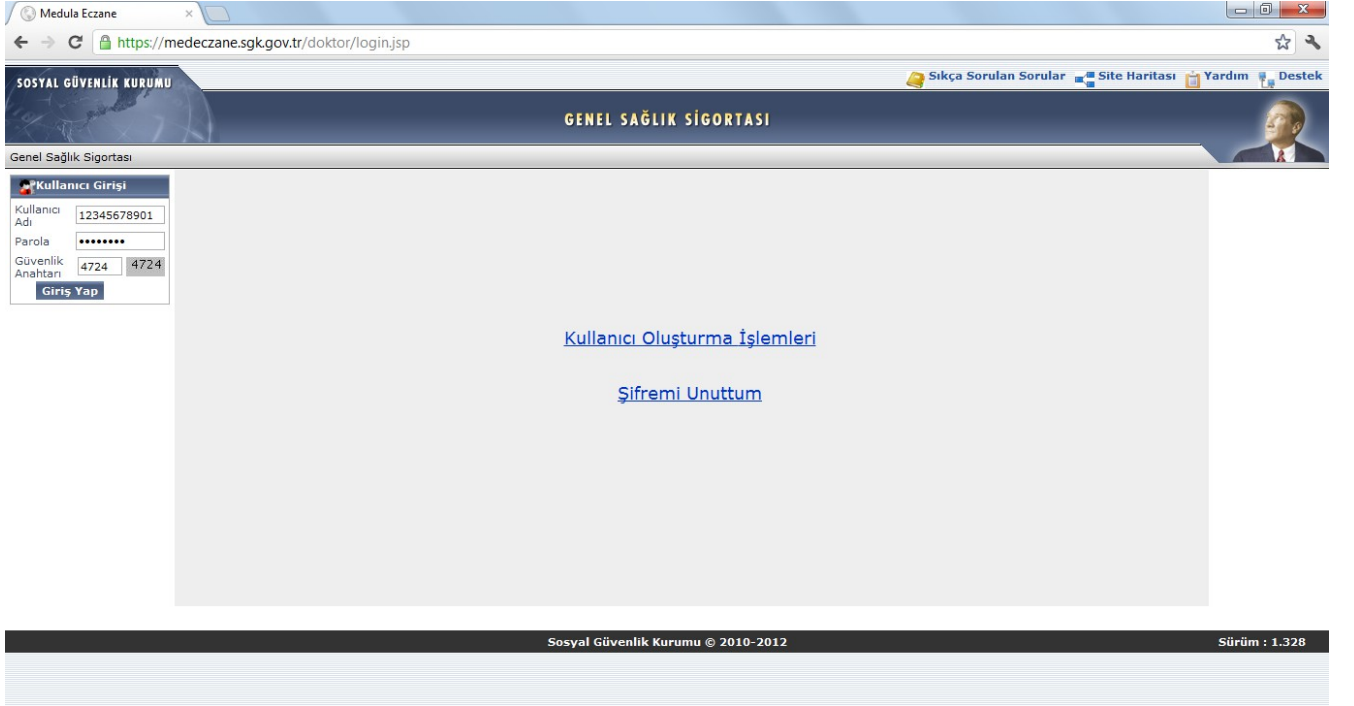 Medula Eczane
https://medeczane.sgk.gov.tr/doktor/login.jsp
SOSYAL GÜVENLİK KURUMU
Sıkça Sorulan Sorular Site Haritası Yardım Destek
GENEL SAĞLIK SİGORTASI
Genel Sağlık Sigortası
Kullanıcı Girişi
Kullanıcı
Adı
12345678901
Parola ••••••••
Güvenlik
Anahtarı
4724 4724
Giriş Yap
Kullanıcı Oluşturma İşlemleri
Şifremi Unuttum
Sosyal Güvenlik Kurumu © 2010-2012 Sürüm : 1.328